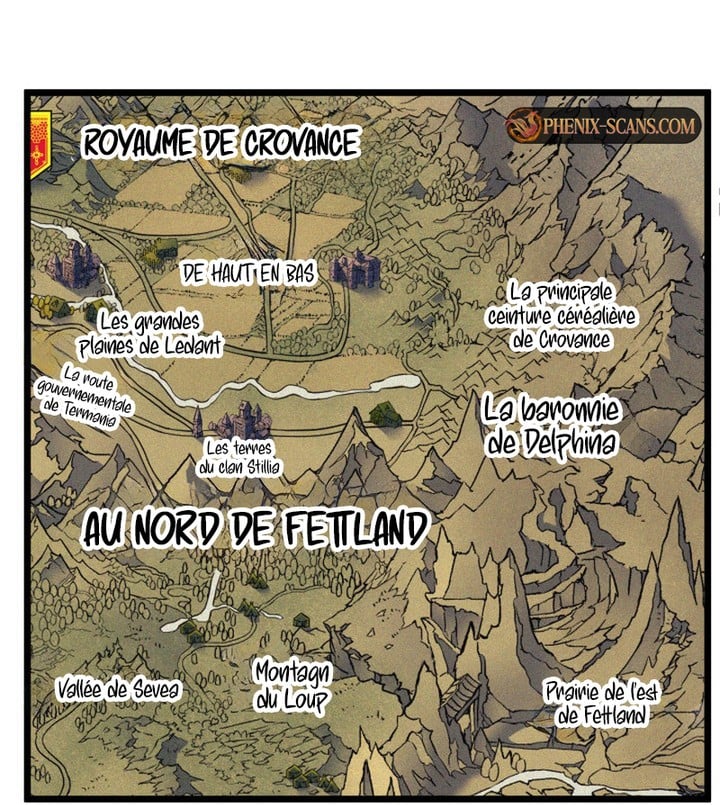 PHENIX-SCANS.COM
ROYAUME DE CROVANCE
DE HAUT EN BAS
La principale
ceinture céréalière
de Crovance
Les grandes
plaines de Ledant
La route
gouvernementale
de Termania
La baronnie
de Delphina
Les terres
du clan Stillia
AU NORD DE FETTLAND
Vallée de Sevea
Montagn
du Loup
Prairie de l'est
de Fettland